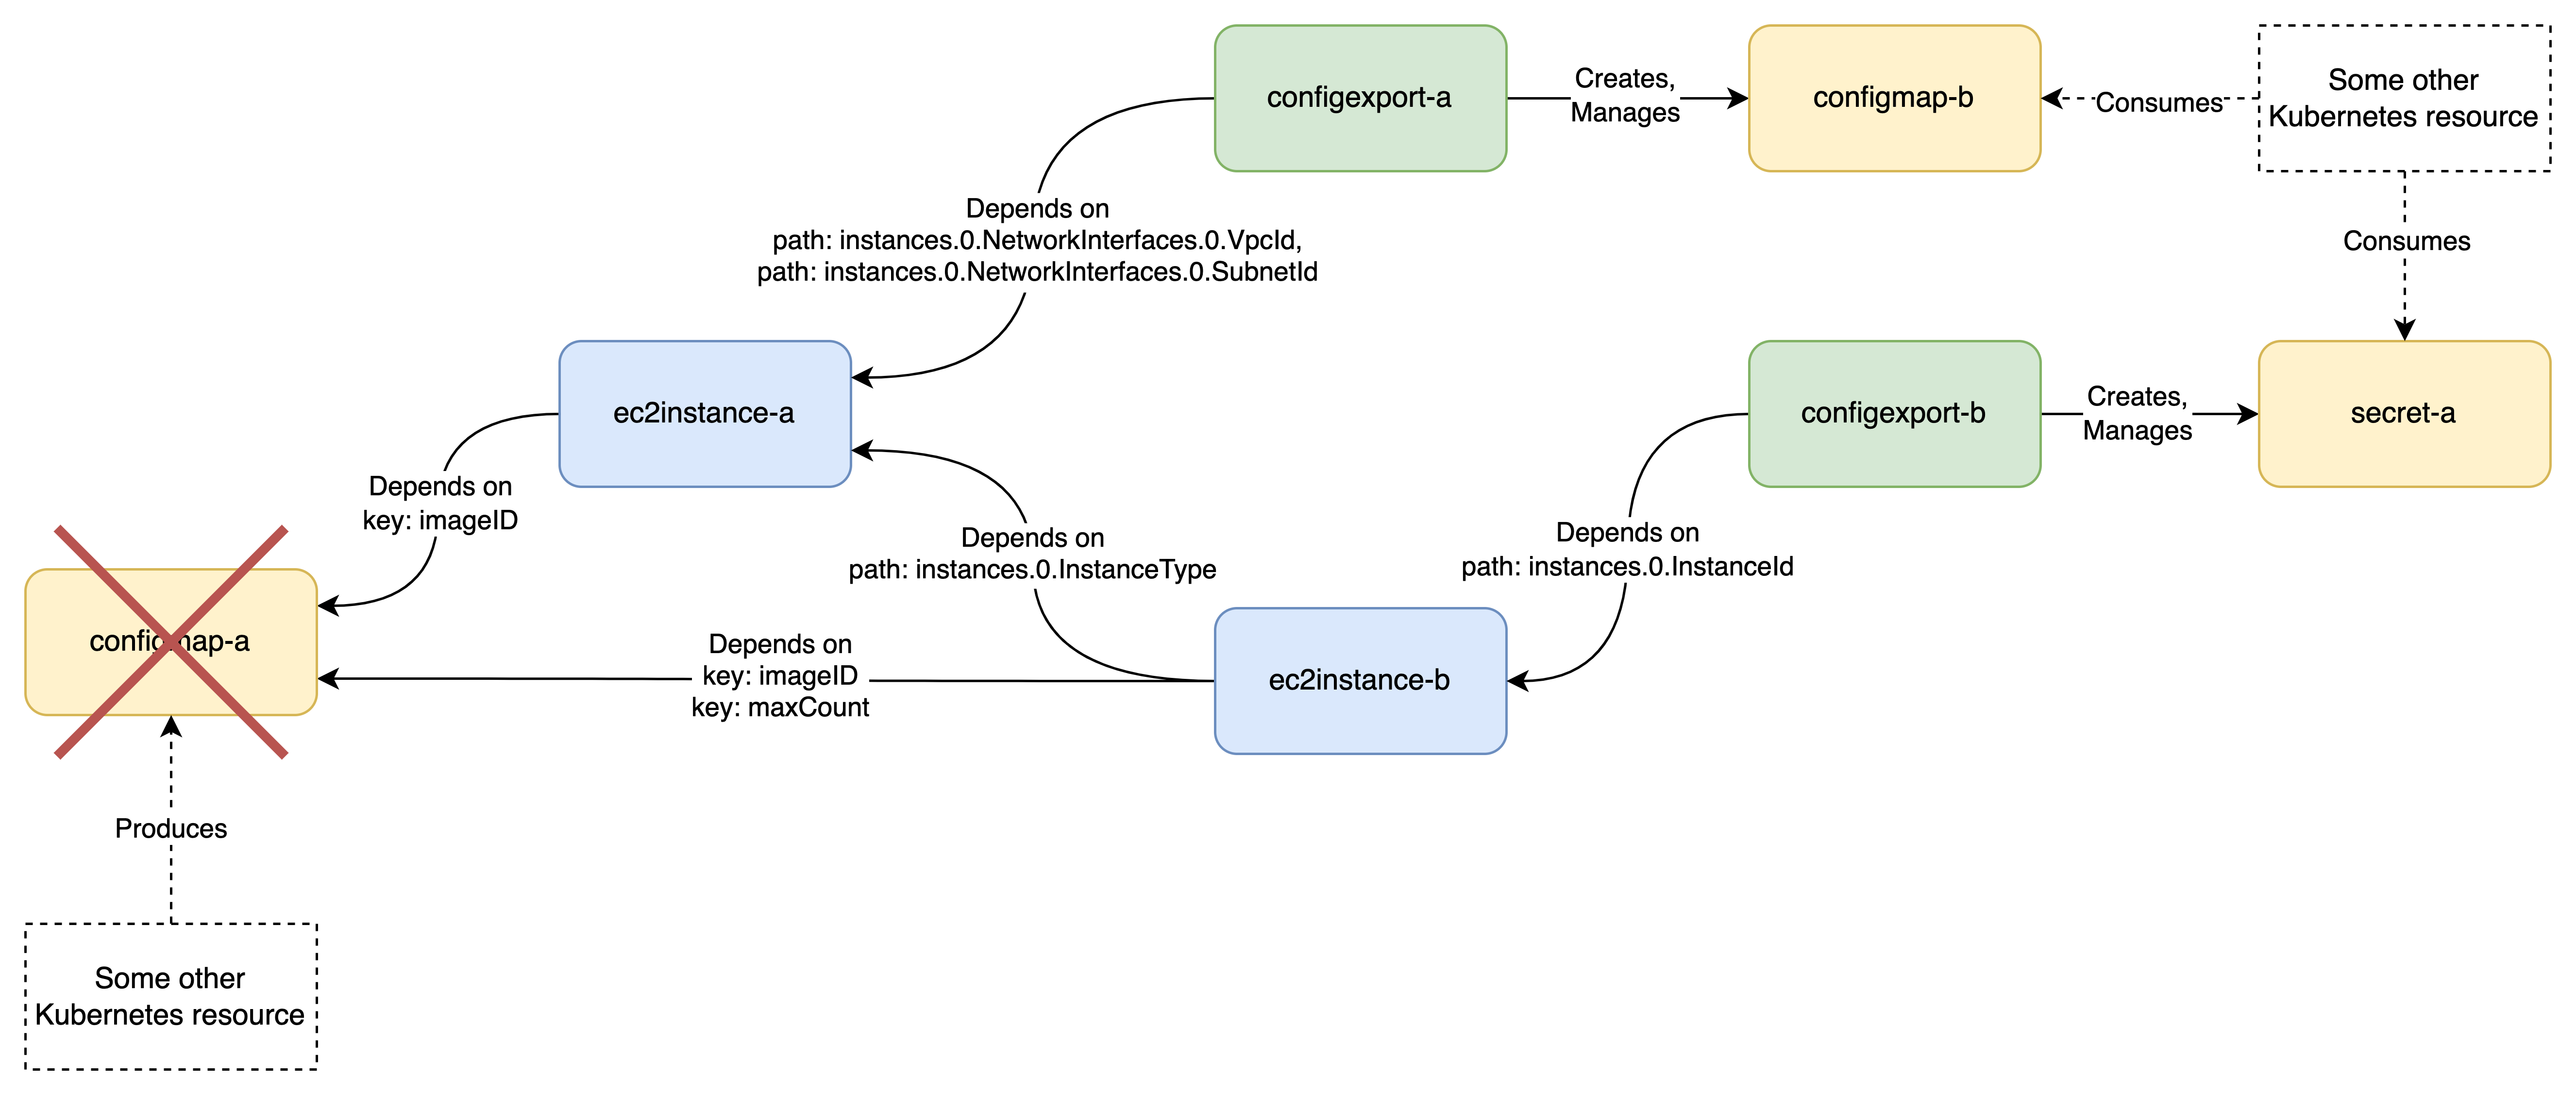 configexport-a
Creates,
Manages
configmap-b
Consumes
Some other
Kubernetes resource
Depends on
path: instances.0.NetworkInterfaces.0.VpcId,
path: instances.0.NetworkInterfaces.0.SubnetId
Consumes
ec2instance-a
configexport-b
Creates,
Manages
secret-a
Depends on
key: imageID
Depends on
path: instances.0.InstanceType
Depends on
path: instances.0.InstanceId
configmap-a
Depends on
key: imageID
key: maxCount
ec2instance-b
Produces
Some other
Kubernetes resource